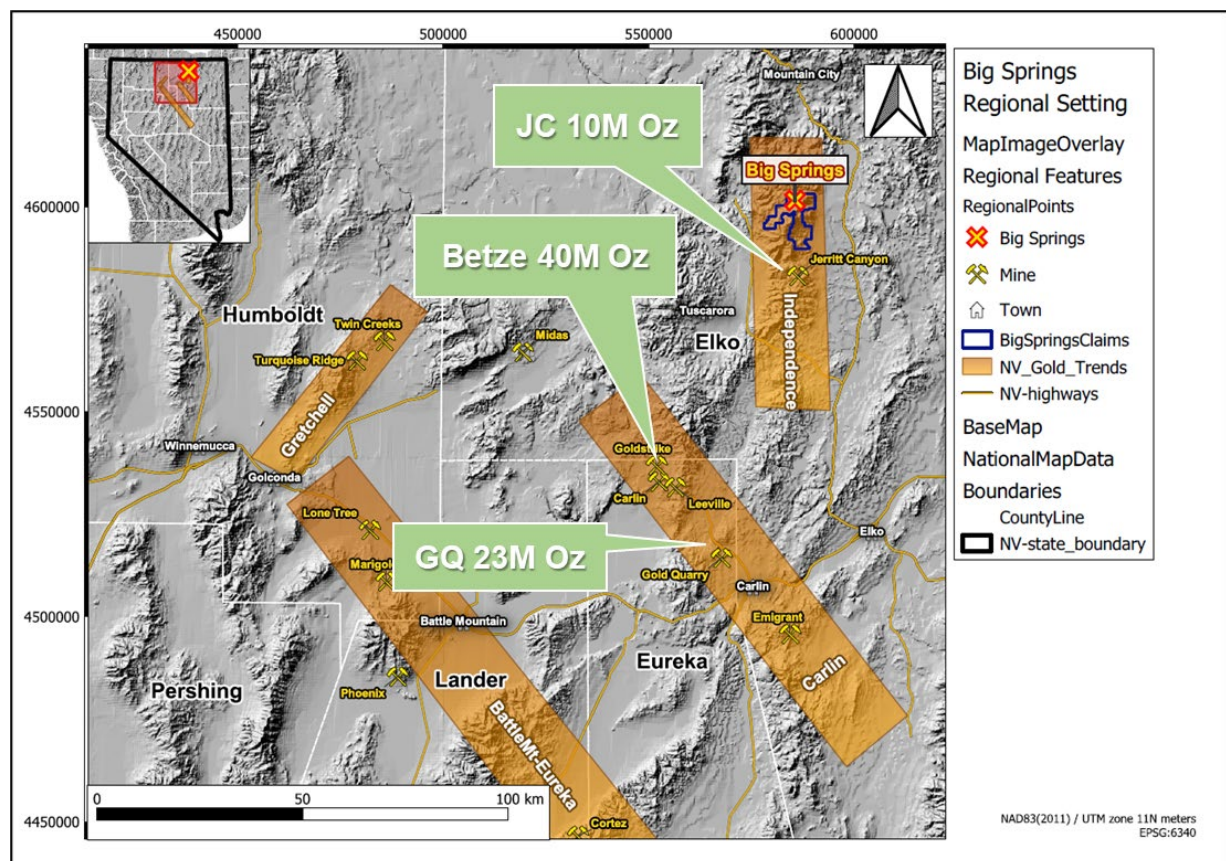 450000
500000
550000
600000
4600000
4550000
4500000
4450000
Mountain City
JC 10M Oz
Big Springs
Betze 40M Oz
Jerritt Canyon
Independence
Tuscarora
Elko
Humboldt
Twin Creeks
Turquoise Ridge
Midas
Gretchell
Winnemucca
Golconda
Goldstrike
Carlin
Leeville
Lone Tree
Elko
GQ 23M Oz
Gold Quarry
Carlin
Battle Mountain
Emigrant
Eureka
Carlin
Pershing
Lander
Phoenix
BattleMt-Eureka
Cortez
0
50
100 km
Big Springs
Regional Setting
MapImageOverlay
Regional Features
RegionalPoints
Big Springs
Mine
Town
BigSpringsClaims
NV_Gold_Trends
NV-highways
BaseMap
NationalMapData
Boundaries
CountyLine
NV-state_boundary
NAD83(2011) / UTM zone 11N meters
EPSG:6340